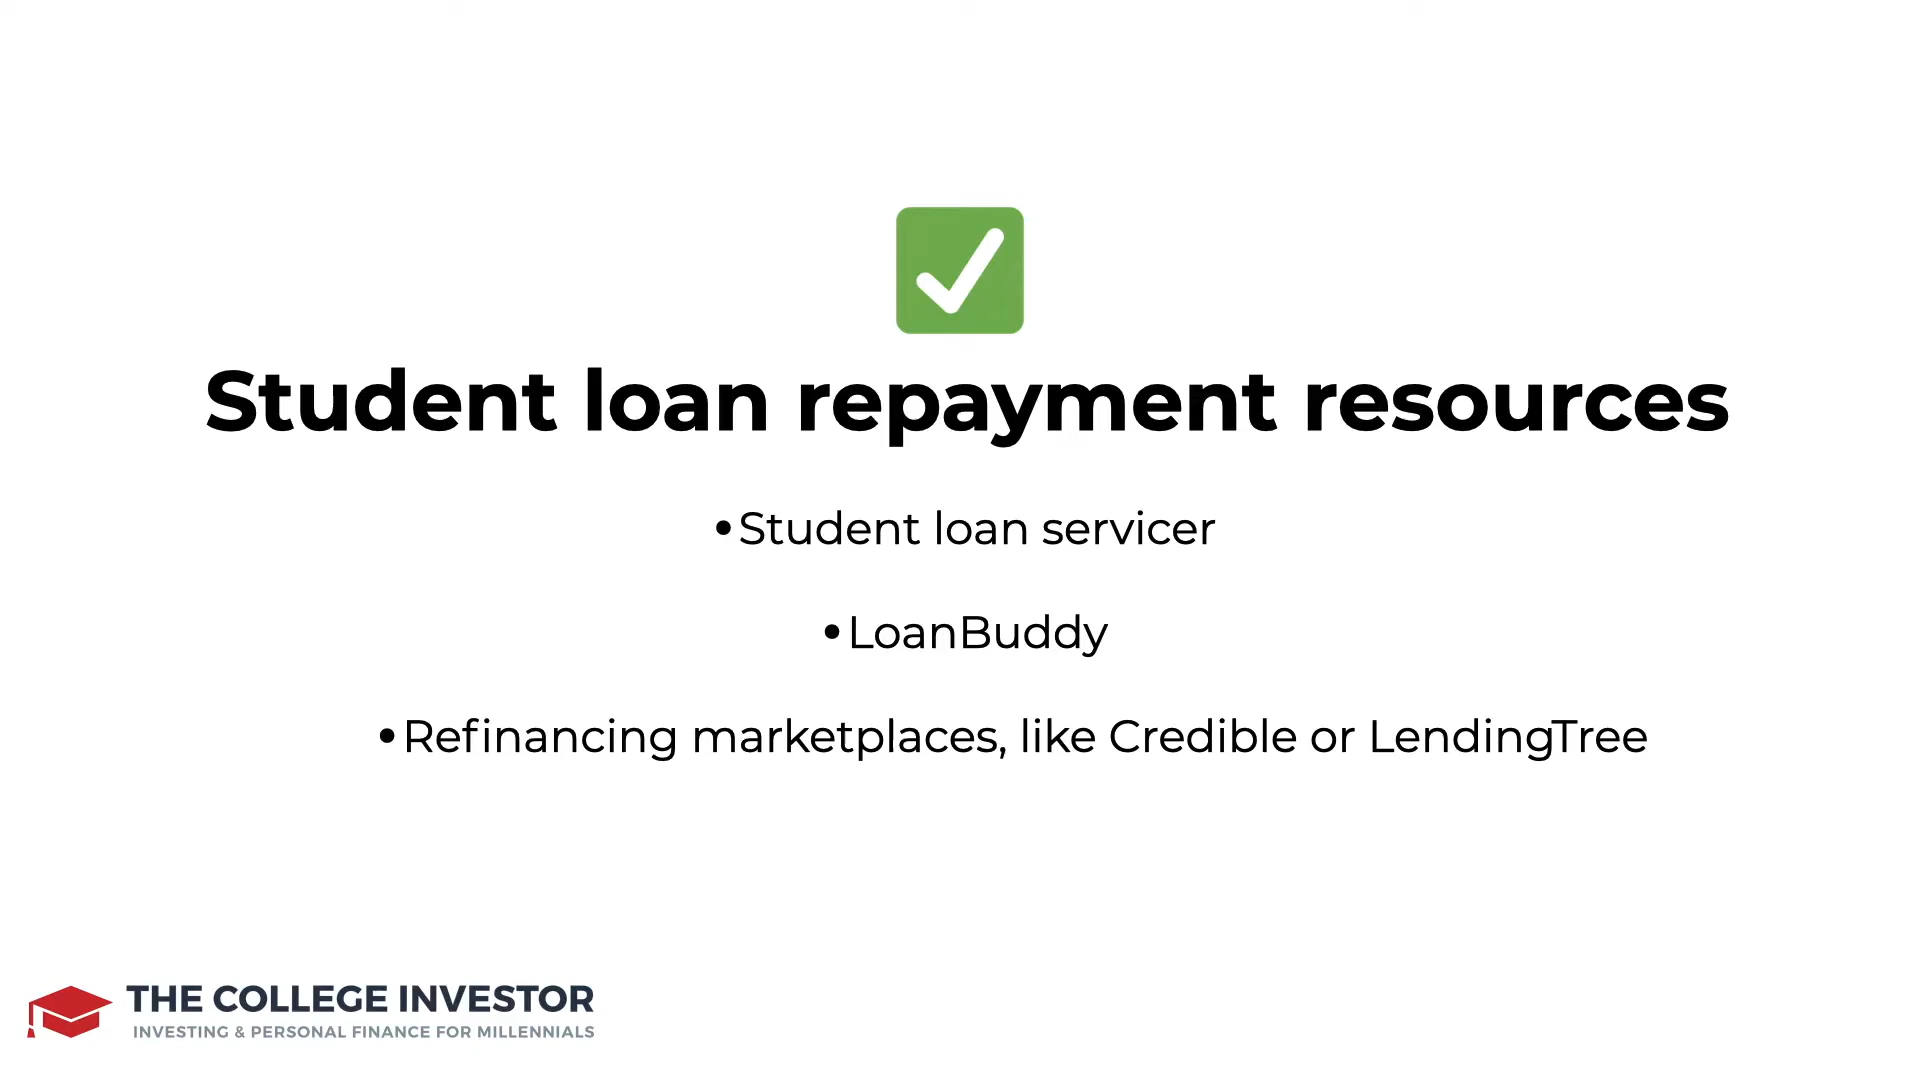 Student loan repayment resources
•Student loan servicer
•LoanBuddy
•Refinancing marketplaces, like Credible or LendingTree
THE COLLEGE INVESTOR
INVESTING & PERSONAL FINANCE FOR MILLENNIALS